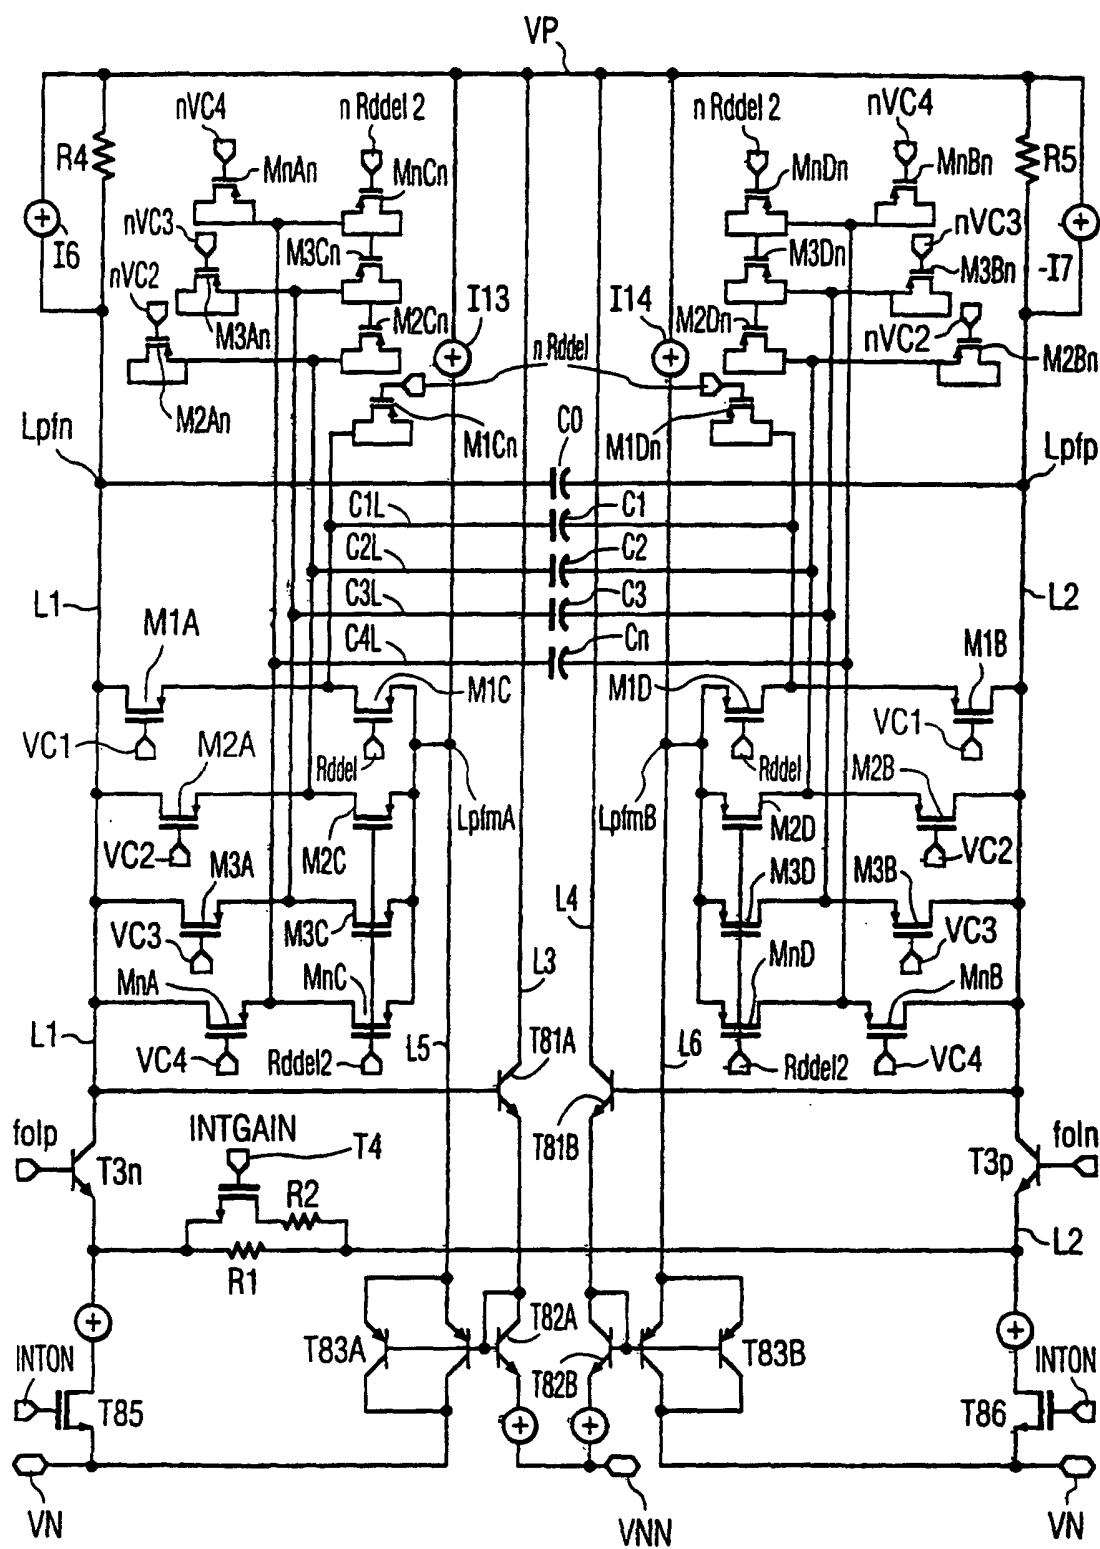 VP
nVC4
n Rddel 2
n Rddel 2
nVC4
R4
MnAn
MnCn
MnDn
MnBn
R5
I6
nVC3
M3Cn
M3Dn
nVC3
M3Bn
-I7
nVC2
M3An
M2Cn
I13
I14
M2Dn
nVC2
M2Bn
M2An
n Rddel
M1Cn
M1Dn
Lpfn
C0
Lpfp
C1L
C1
C2L
C2
C3L
C3
C4L
Cn
L1
L2
M1A
M1C
M1D
M1B
VC1
Rddel
Rddel
VC1
M2A
LpfmA
LpfmB
M2B
VC2
M2C
M2D
VC2
M3A
M3D
M3B
VC3
M3C
L4
VC3
MnA
MnC
L3
MnD
MnB
L1
VC4
Rddel2
L5
T81A
L6
Rddel2
VC4
folp
INTGAIN
T4
T81B
foln
T3n
R2
T3p
R1
L2
T83A
T82A
T82B
T83B
INTON
INTON
T85
T86
VN
VNN
VN